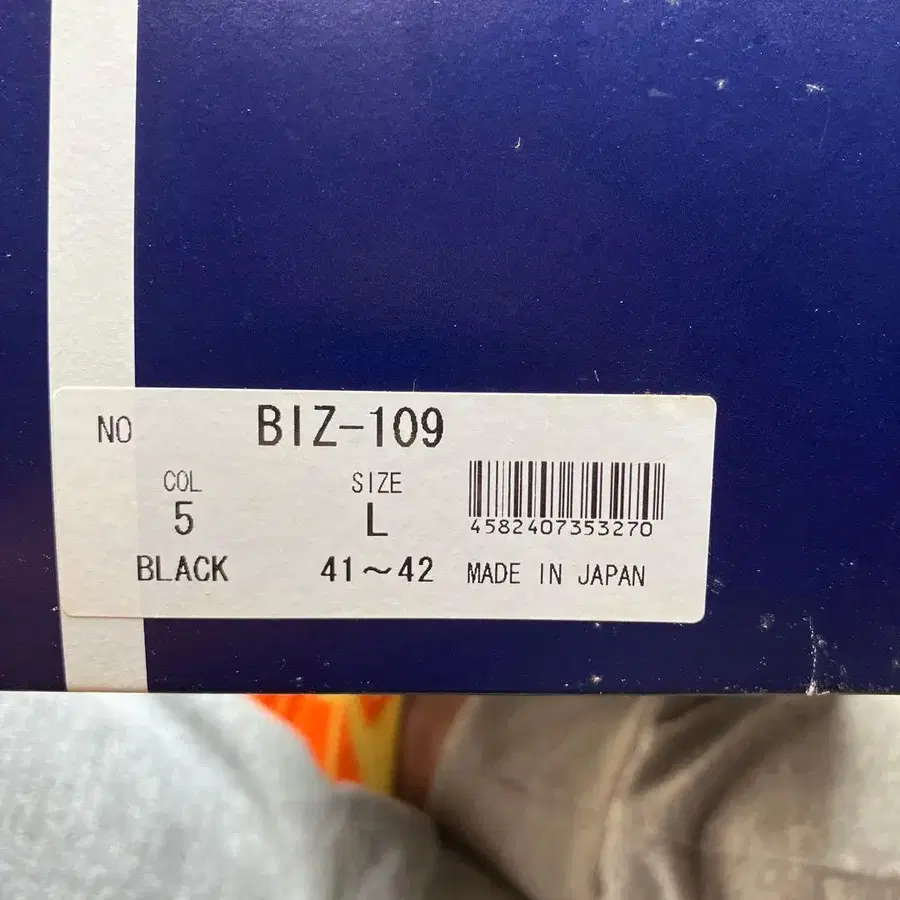 NO BIZ-109
COL SIZE
5 L
4582407353270
BLACK 41～42 MADE IN JAPAN